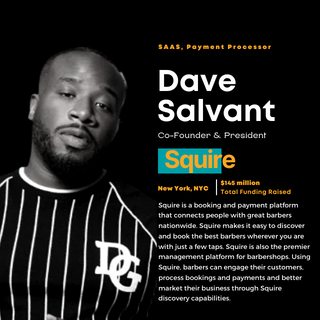 SAAS, Payment Processor
Dave
Salvant
Co-Founder & President
Squire
New York, NYC
$145 million
Total Funding Raised
Squire is a booking and payment platform
that connects people with great barbers
nationwide. Squire makes it easy to discover
and book the best barbers wherever you are
with just a few taps. Squire is also the premier
management platform for barbershops. Using
Squire, barbers can engage their customers,
process bookings and payments and better
market their business through Squire
discovery capabilities.
DG